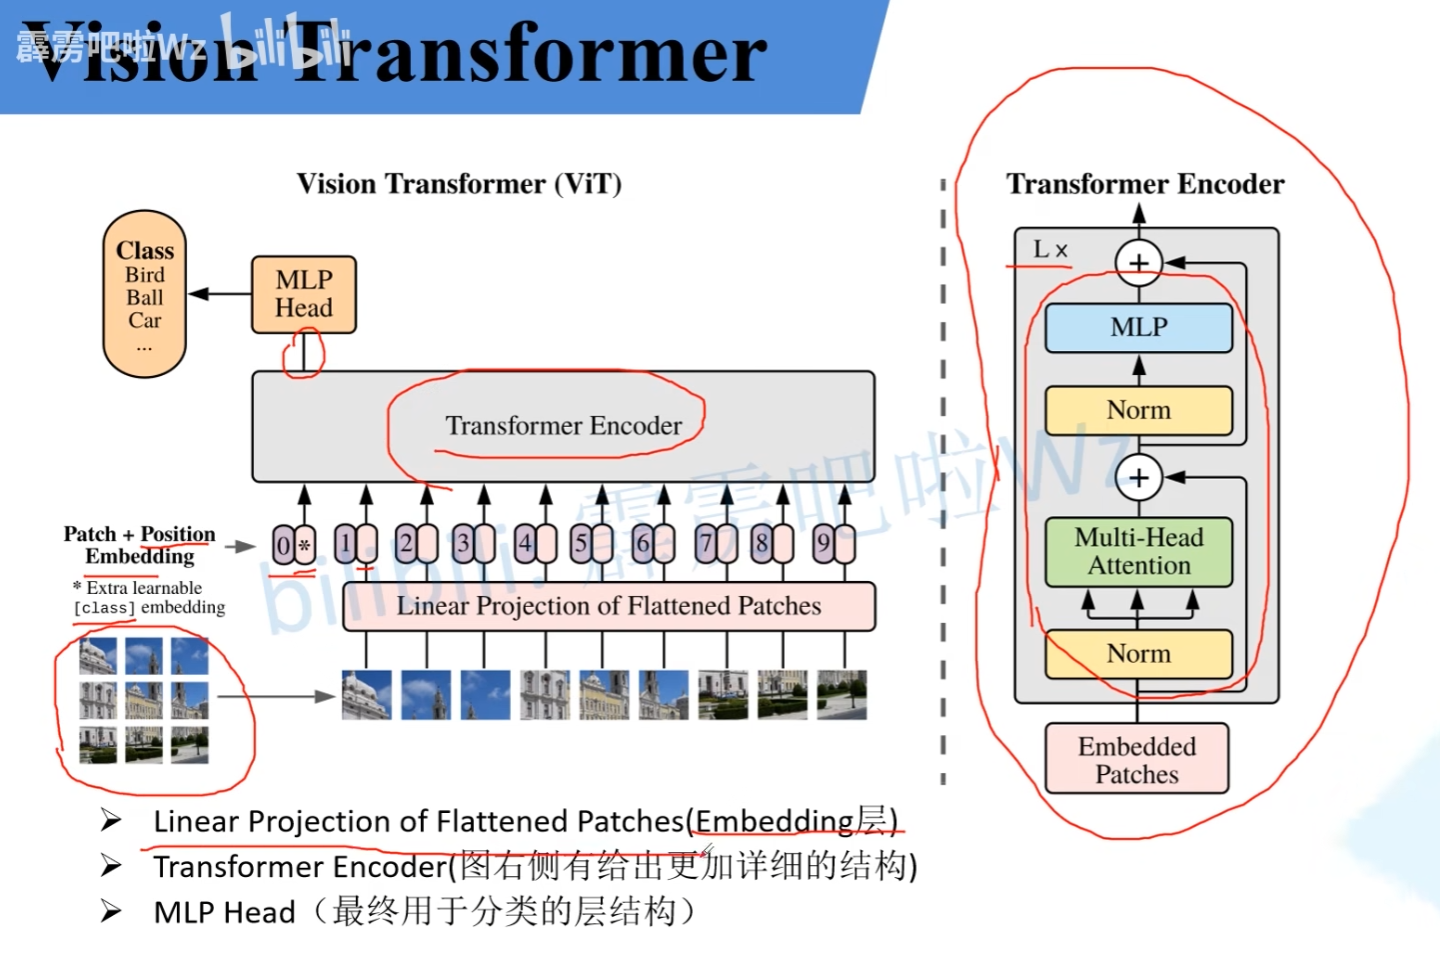 Vision Transformer
霹雳吧啦Wz bilibili
Vision Transformer (ViT)
Class
Bird
Ball
Car
...
MLP
Head
Transformer Encoder
Patch + Position
Embedding
0 * 1 2 3 4 5 6 7 8 9
* Extra learnable
[class] embedding
Linear Projection of Flattened Patches
Transformer Encoder
L ×
+
MLP
Norm
+
Multi-Head
Attention
Norm
Embedded
Patches
bilibili: 霹雳吧啦Wz
➢ Linear Projection of Flattened Patches(Embedding层)
➢ Transformer Encoder(图右侧有给出更加详细的结构)
➢ MLP Head（最终用于分类的层结构）